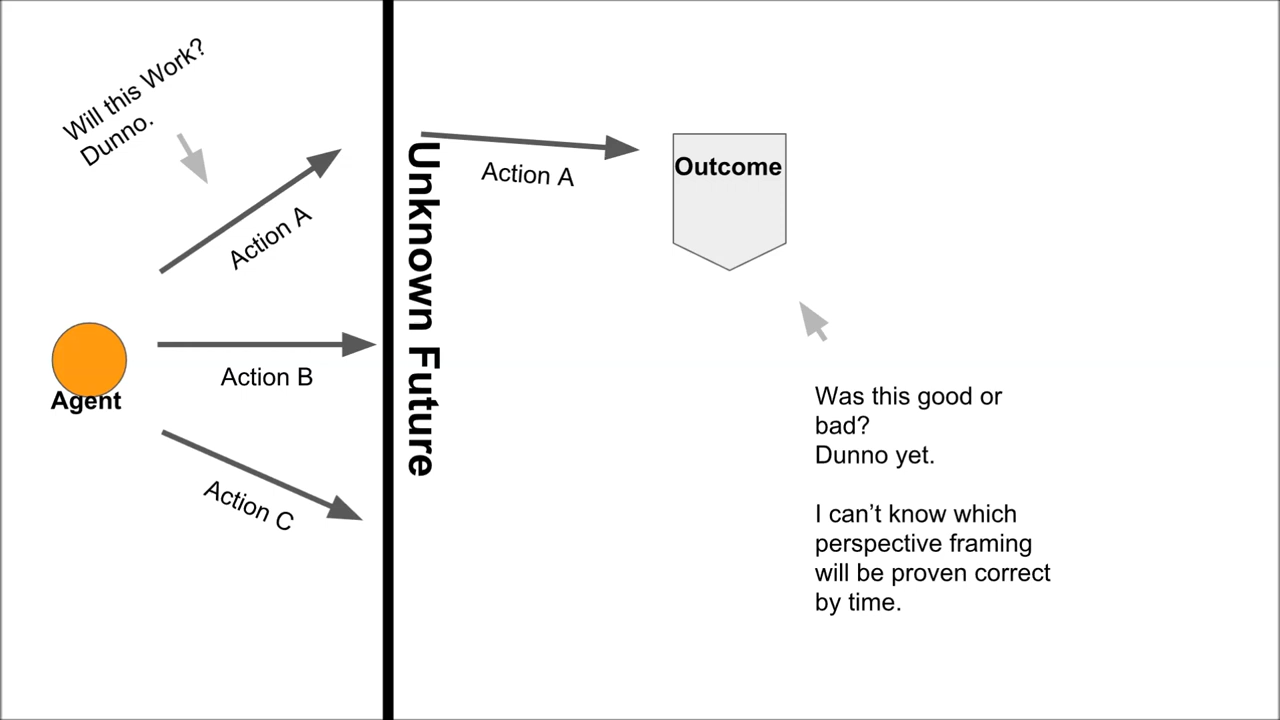 Will this Work?
Dunno.
Action A
Agent
Action B
Action C
Unknown Future
Action A
Outcome
Was this good or
bad?
Dunno yet.
I can’t know which
perspective framing
will be proven correct
by time.